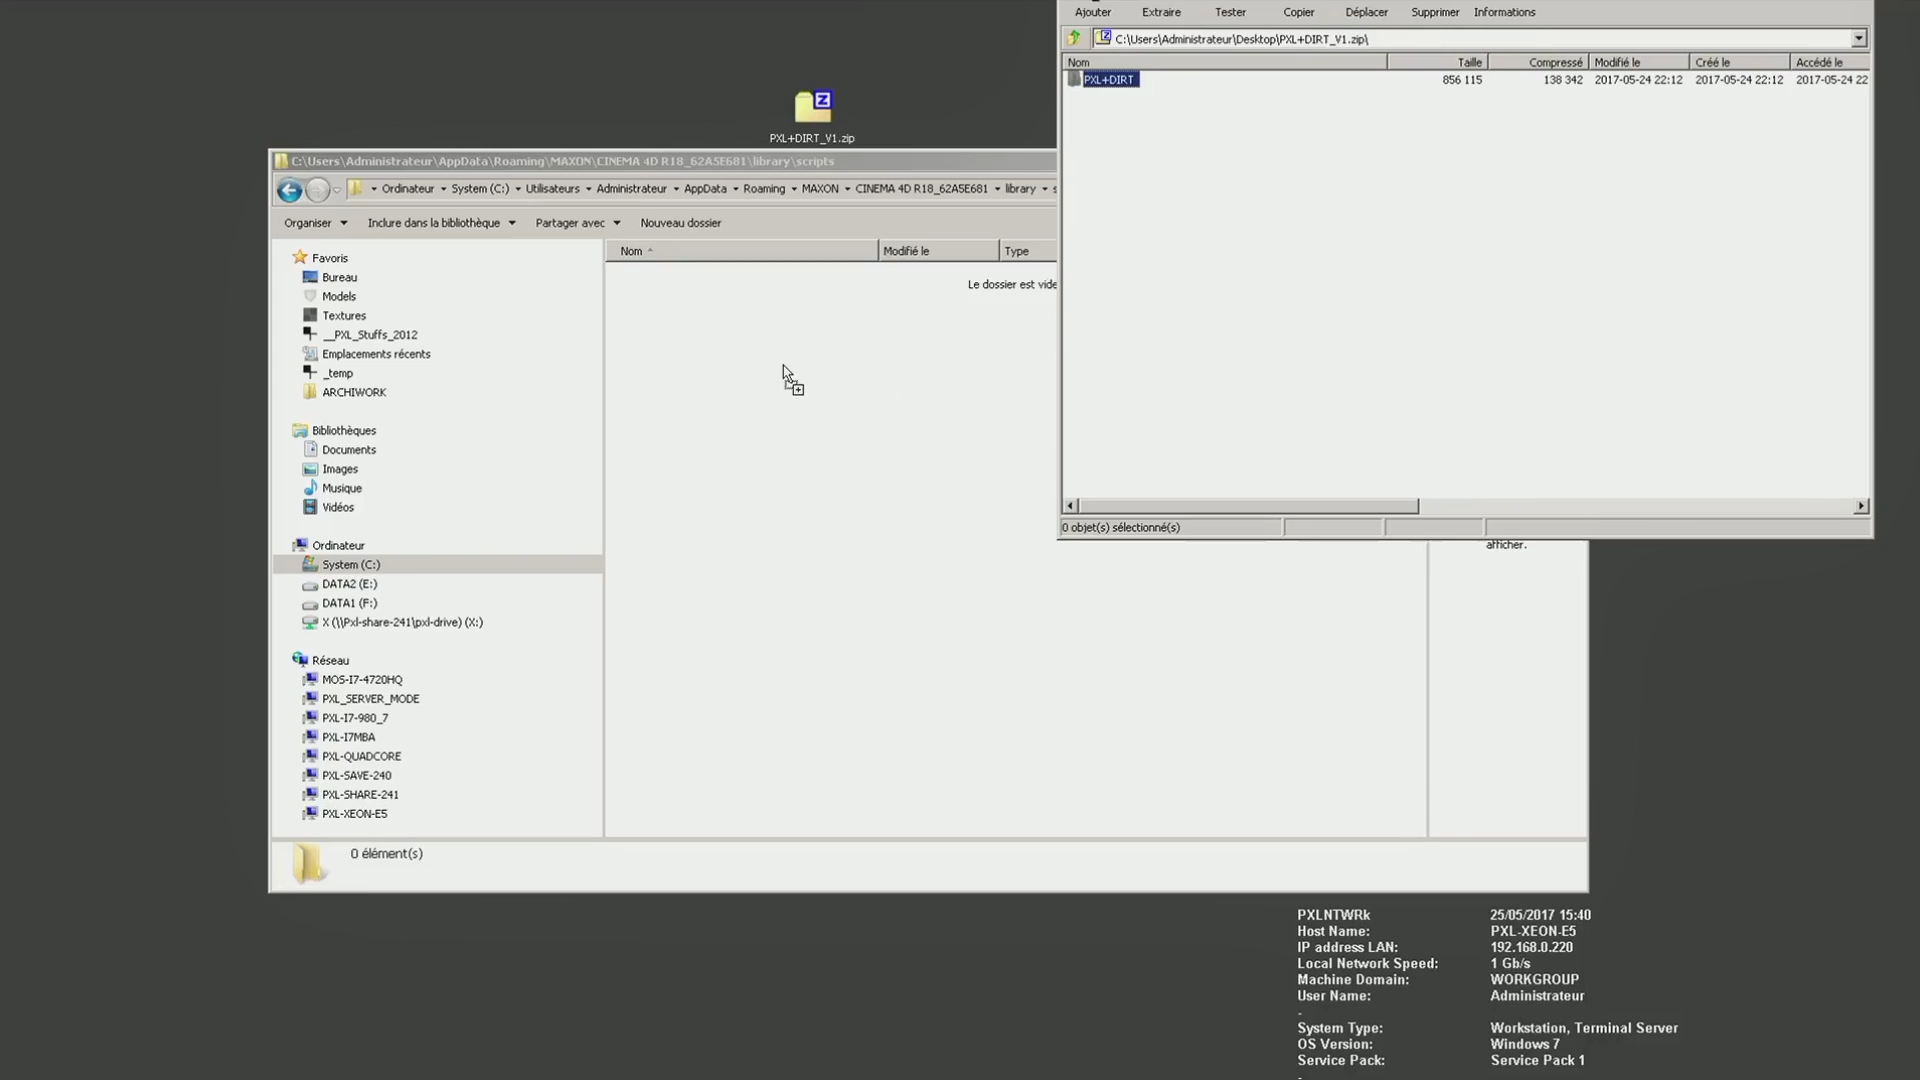 Ajouter Extraire Tester Copier Déplacer Supprimer Informations
C:\Users\Administrateur\Desktop\PXL+DIRT_V1.zip\
Nom Taille Compressé Modifié le Créé le Accédé le
PXL+DIRT 856 115 138 342 2017-05-24 22:12 2017-05-24 22:12 2017-05-24 22
0 objet(s) sélectionné(s)
PXL+DIRT_V1.zip
C:\Users\Administrateur\AppData\Roaming\MAXON\CINEMA 4D R18_62A5E681\library\scripts
Ordinateur System (C:) Utilisateurs Administrateur AppData Roaming MAXON CINEMA 4D R18_62A5E681 library s
Organiser Inclure dans la bibliothèque Partager avec Nouveau dossier
Nom Modifié le Type
Le dossier est vide
afficher.
Favoris
Bureau
Models
Textures
__PXL_Stuffs_2012
Emplacements récents
_temp
ARCHIWORK
Bibliothèques
Documents
Images
Musique
Vidéos
Ordinateur
System (C:)
DATA2 (E:)
DATA1 (F:)
X (\\Pxl-share-241\pxl-drive) (X:)
Réseau
MOS-I7-4720HQ
PXL_SERVER_MODE
PXL-I7-980_7
PXL-I7MBA
PXL-QUADCORE
PXL-SAVE-240
PXL-SHARE-241
PXL-XEON-E5
0 élément(s)
PXLNTWRk 25/05/2017 15:40
Host Name: PXL-XEON-E5
IP address LAN: 192.168.0.220
Local Network Speed: 1 Gb/s
Machine Domain: WORKGROUP
User Name: Administrateur
-
System Type: Workstation, Terminal Server
OS Version: Windows 7
Service Pack: Service Pack 1
-